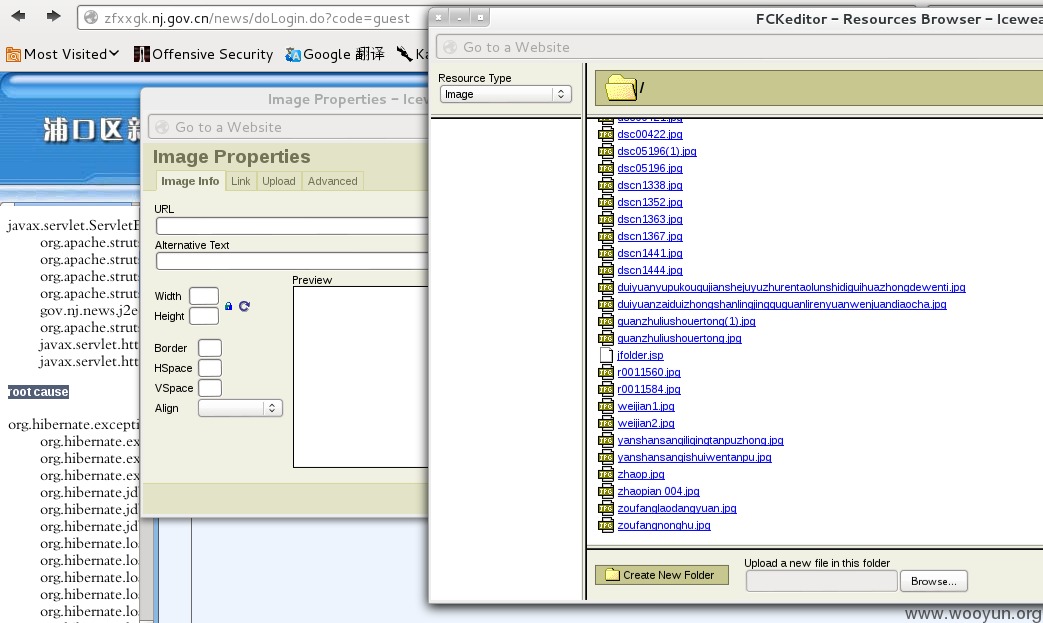 zfxxgk.nj.gov.cn/news/doLogin.do?code=guest
Most Visited
Offensive Security
Google 翻译
浦口区新
javax.servlet.ServletE
org.apache.strut
org.apache.strut
org.apache.strut
org.apache.strut
gov.nj.news.j2e
org.apache.strut
javax.servlet.htt
javax.servlet.htt
root cause
org.hibernate.excepti
org.hibernate.ex
org.hibernate.ex
org.hibernate.ex
org.hibernate.jd
org.hibernate.jd
org.hibernate.jd
org.hibernate.lo
org.hibernate.lo
org.hibernate.loa
org.hibernate.loa
org.hibernate.loa
Image Properties - Icew
Go to a Website
Image Properties
Image Info
Link
Upload
Advanced
URL
Alternative Text
Width
Height
Border
HSpace
VSpace
Align
Preview
FCKeditor - Resources Browser - Icewea
Go to a Website
Resource Type
Image
/
dsc00422.jpg
dsc05196(1).jpg
dsc05196.jpg
dscn1338.jpg
dscn1352.jpg
dscn1363.jpg
dscn1367.jpg
dscn1441.jpg
dscn1444.jpg
duiyuanyupukouqujianshejuyuzhurentaolunshidiquihuazhongdewenti.jpg
duiyuanzaiduizhongshanlingjingququanlirenyuanwenjuandiaocha.jpg
guanzhuliushouertong(1).jpg
guanzhuliushouertong.jpg
jfolder.jsp
r0011560.jpg
r0011584.jpg
weijian1.jpg
weijian2.jpg
yanshansanqiliqingtanpuzhong.jpg
yanshansanqishuiwentanpu.jpg
zhaop.jpg
zhaopian 004.jpg
zoufanglaodangyuan.jpg
zoufangnonghu.jpg
Create New Folder
Upload a new file in this folder
Browse...
www.wooyun.org